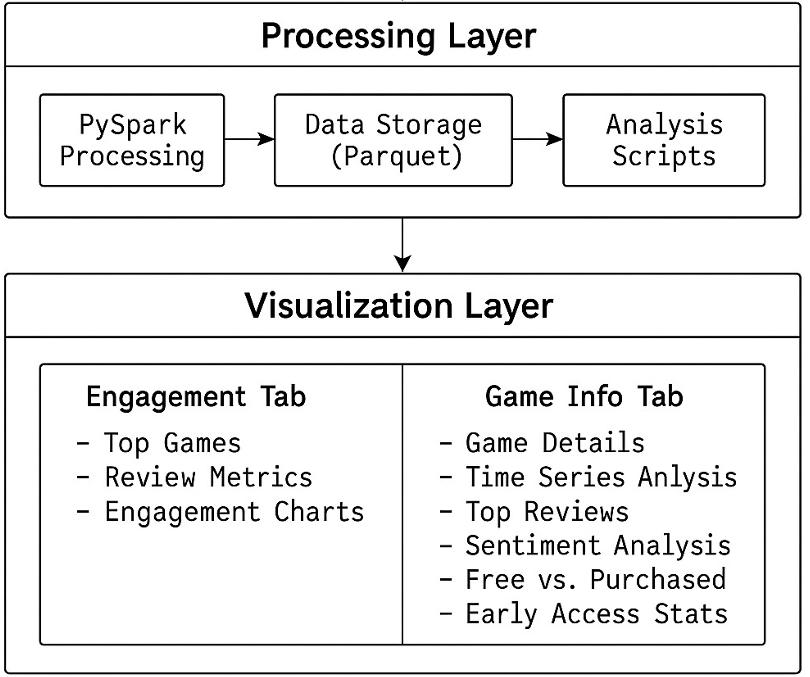 Processing Layer
PySpark
Processing
Data Storage
(Parquet)
Analysis
Scripts
Visualization Layer
Engagement Tab
- Top Games
- Review Metrics
- Engagement Charts
Game Info Tab
- Game Details
- Time Series Anlysis
- Top Reviews
- Sentiment Analysis
- Free vs. Purchased
- Early Access Stats